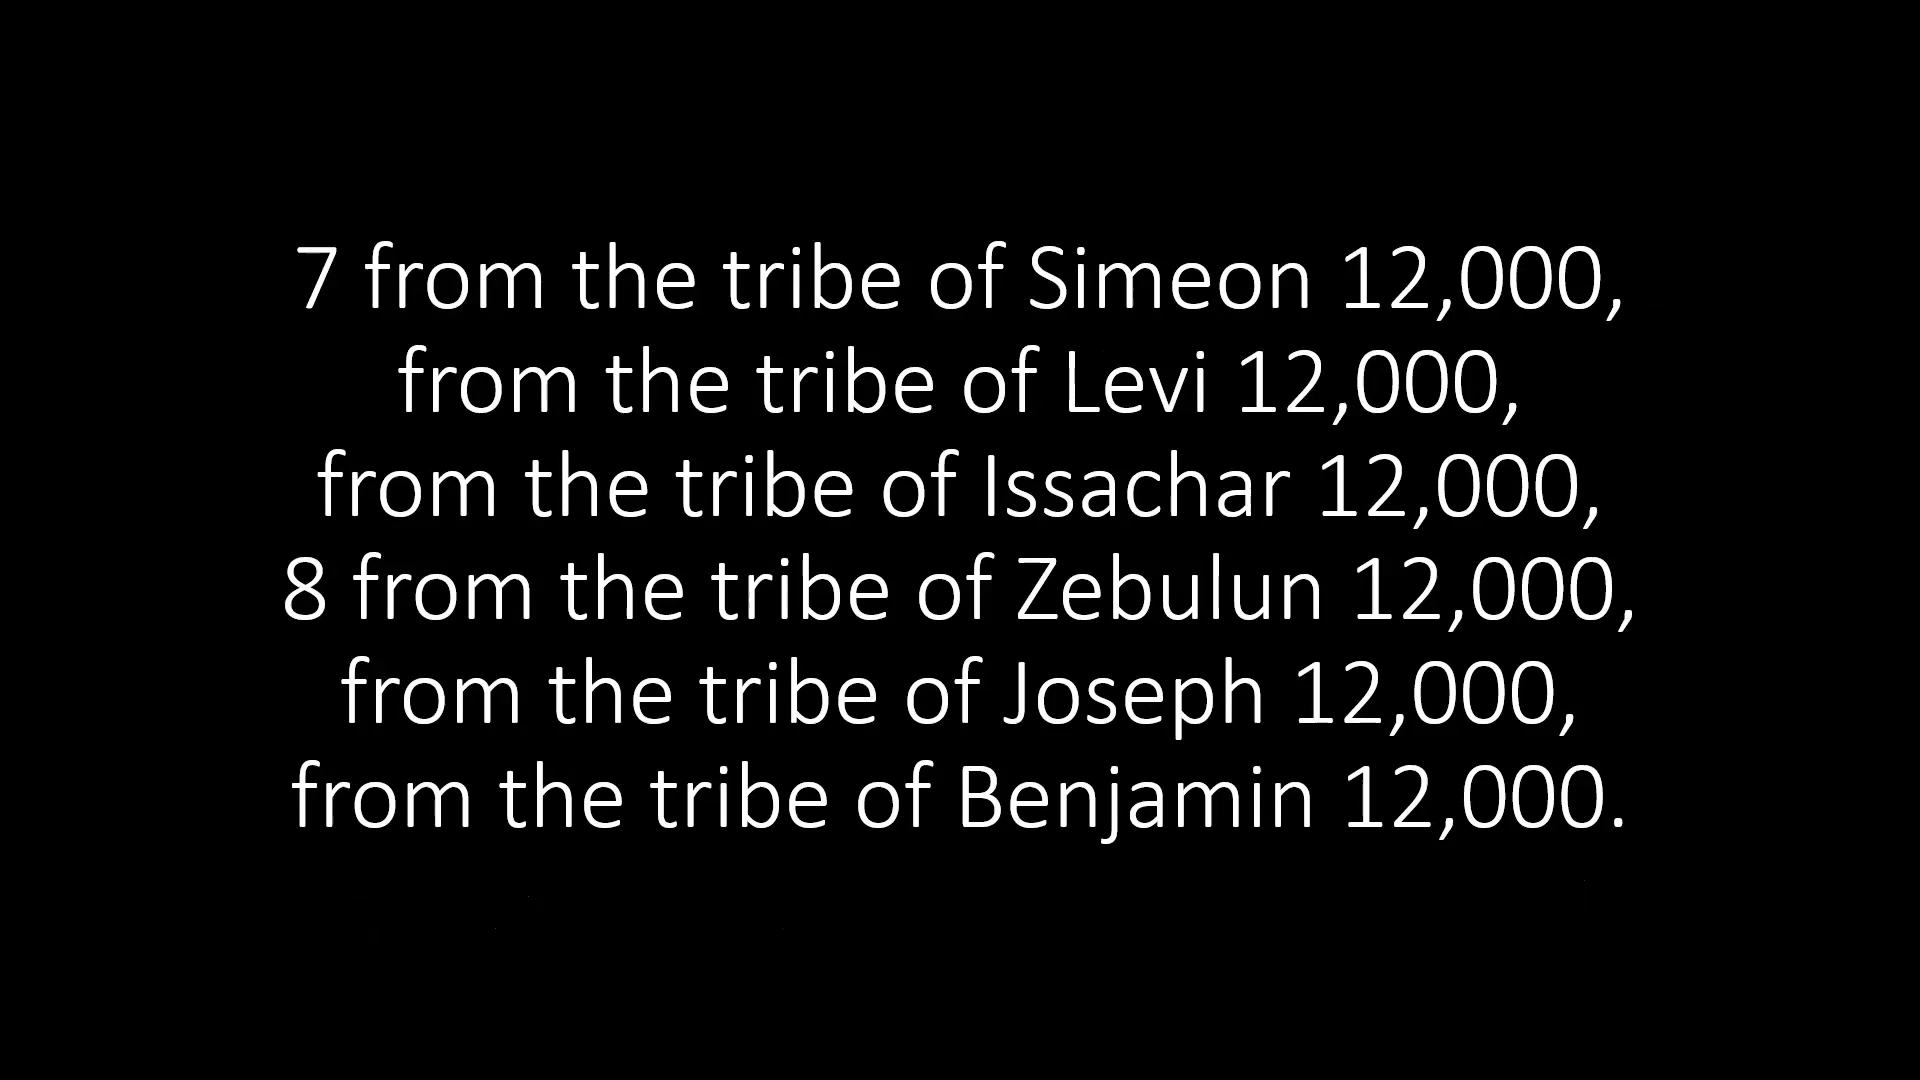 7 from the tribe of Simeon 12,000,
from the tribe of Levi 12,000,
from the tribe of Issachar 12,000,
8 from the tribe of Zebulun 12,000,
from the tribe of Joseph 12,000,
from the tribe of Benjamin 12,000.